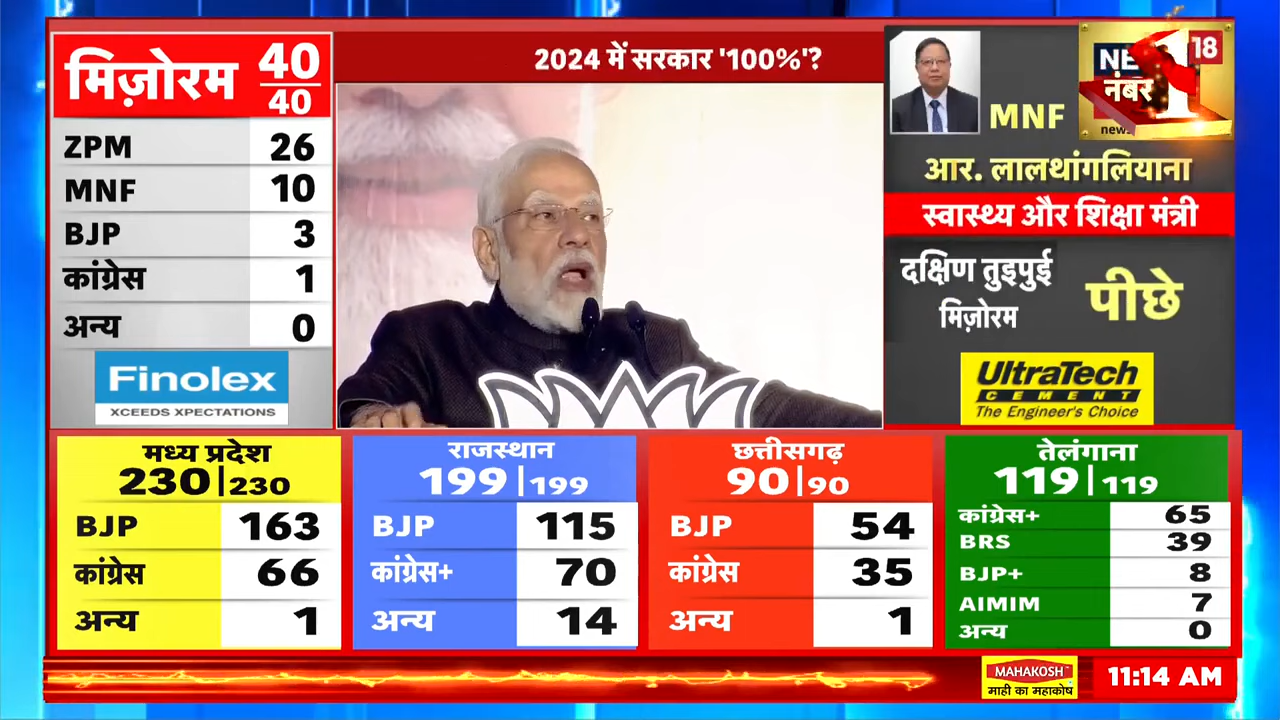 मिज़ोरम
40
40
ZPM 26
MNF 10
BJP 3
कांग्रेस 1
अन्य 0
Finolex
XCEEDS XPECTATIONS
2024 में सरकार '100%'?
MNF
18
नंबर 1
आर. लालथांगलियाना
स्वास्थ्य और शिक्षा मंत्री
दक्षिण तुइपुई
मिज़ोरम
पीछे
UltraTech
CEMENT
The Engineer's Choice
मध्य प्रदेश
230|230
BJP 163
कांग्रेस 66
अन्य 1
राजस्थान
199|199
BJP 115
कांग्रेस+ 70
अन्य 14
छत्तीसगढ़
90|90
BJP 54
कांग्रेस 35
अन्य 1
तेलंगाना
119|119
कांग्रेस+ 65
BRS 39
BJP+ 8
AIMIM 7
अन्य 0
MAHAKOSH
माही का महाकोष
11:14 AM